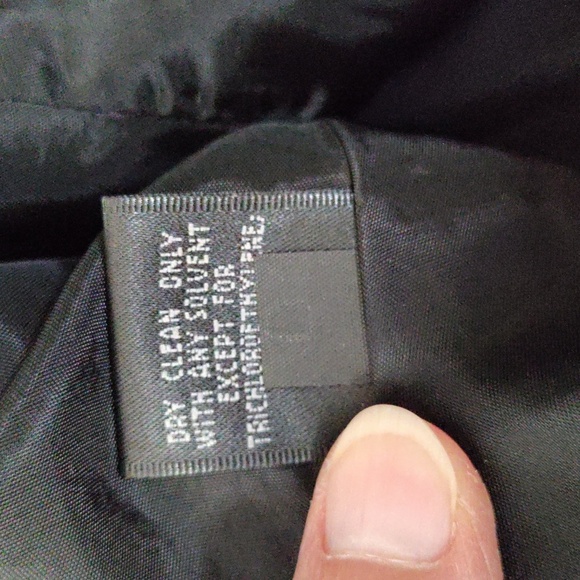 DRY CLEAN ONLY
WITH ANY SOLVENT
EXCEPT FOR
TRICHLOROETHYLENE;